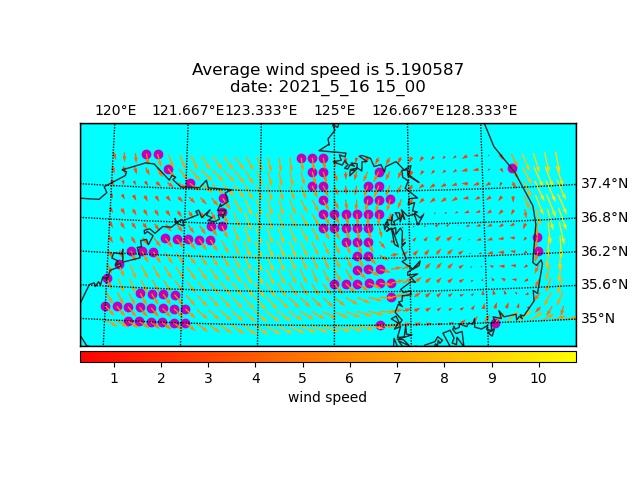 Average wind speed is 5.190587
date: 2021_5_16 15_00
120°E 121.667°E 123.333°E 125°E 126.667°E 128.333°E
37.4°N
36.8°N
36.2°N
35.6°N
35°N
1 2 3 4 5 6 7 8 9 10
wind speed